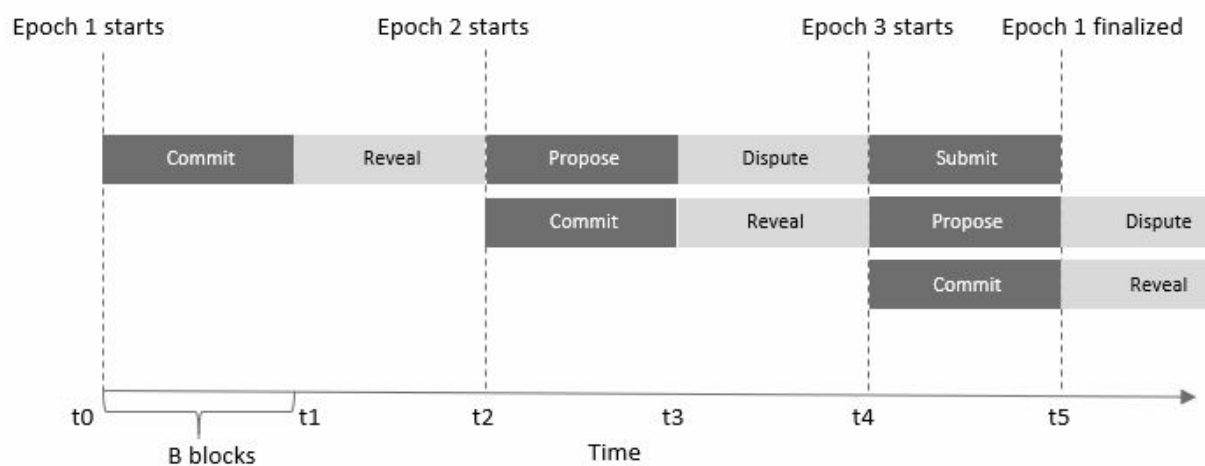 Epoch 1 starts Epoch 2 starts Epoch 3 starts Epoch 1 finalized
Commit Reveal Propose Dispute Submit
Commit Reveal Propose Dispute
Commit Reveal
t0 t1 t2 t3 t4 t5
B blocks Time